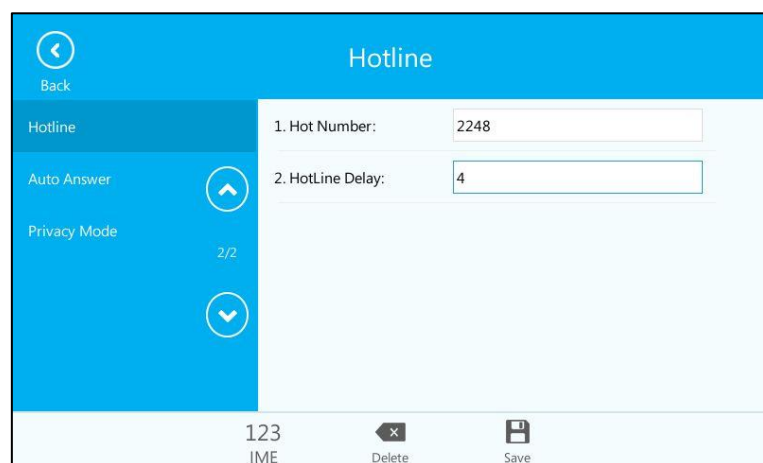 Hotline
Back
Hotline
1. Hot Number: 2248
Auto Answer
2. HotLine Delay: 4
Privacy Mode
2/2
123
IME
Delete
Save